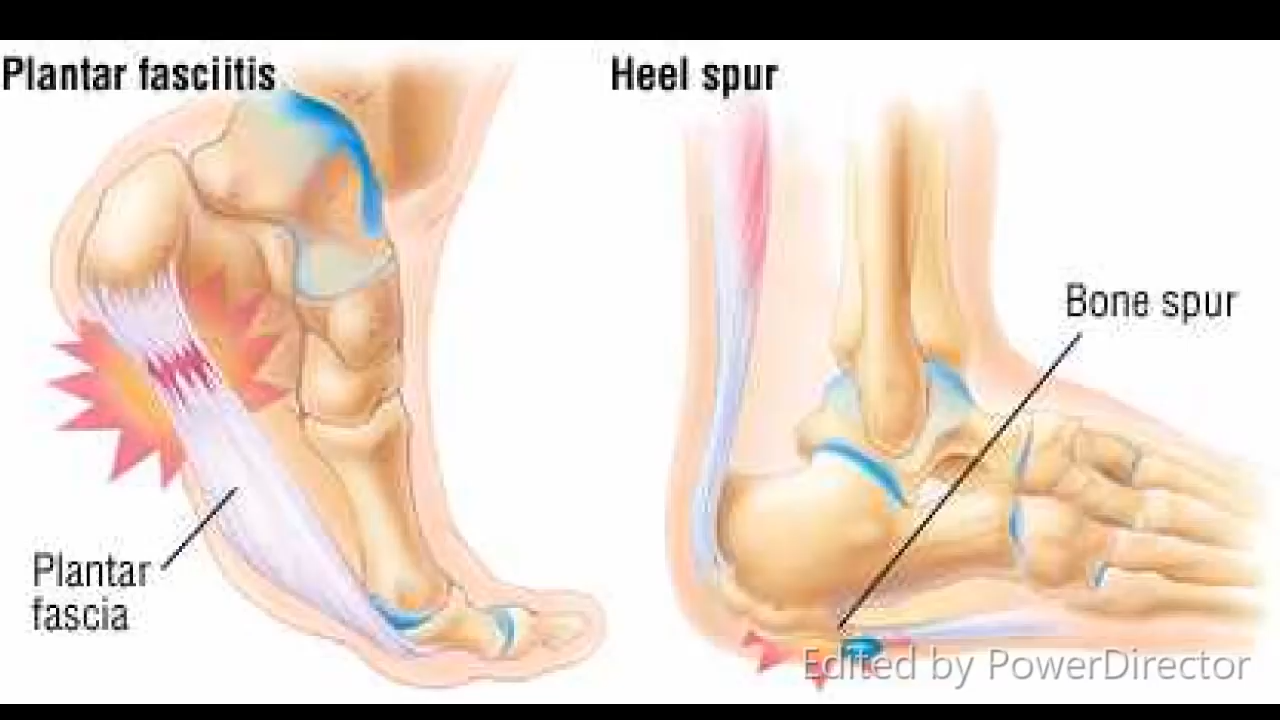 Plantar fasciitis
Heel spur
Bone spur
Plantar
fascia
Edited by PowerDirector